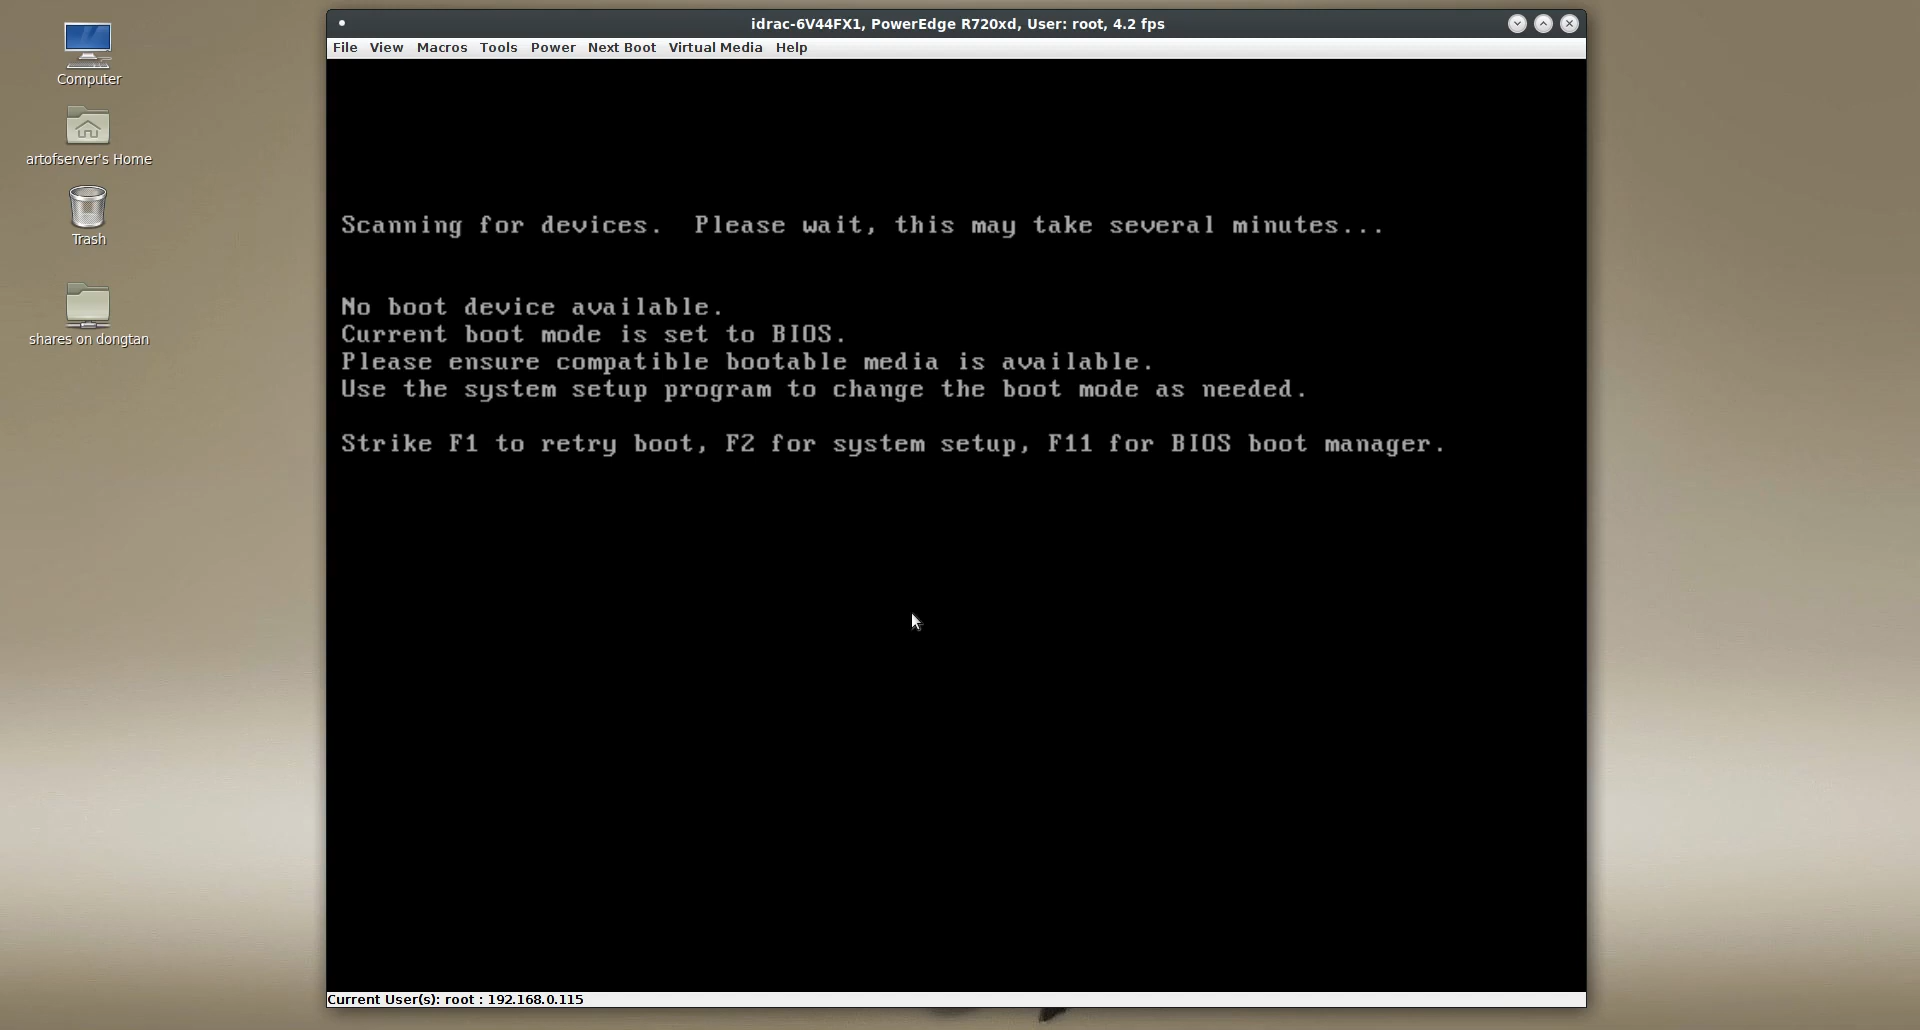 idrac-6V44FX1, PowerEdge R720xd, User: root, 4.2 fps
File View Macros Tools Power Next Boot Virtual Media Help
Computer
artofserver's Home
Trash
shares on dongtan
Scanning for devices.  Please wait, this may take several minutes...
No boot device available.
Current boot mode is set to BIOS.
Please ensure compatible bootable media is available.
Use the system setup program to change the boot mode as needed.
Strike F1 to retry boot, F2 for system setup, F11 for BIOS boot manager.
Current User(s): root : 192.168.0.115